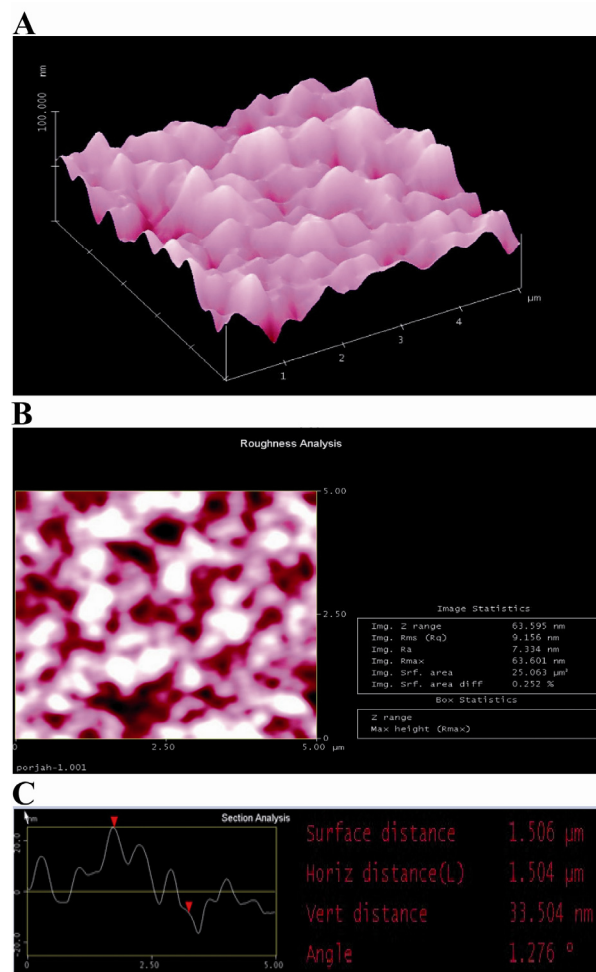 A
nm
100.000
1
2
3
4
µm
B
Roughness Analysis
5.00
2.50
0
0
2.50
5.00
µm
porjah-1.001
Image Statistics
Img. Z range 63.595 nm
Img. Rms (Rq) 9.156 nm
Img. Ra 7.334 nm
Img. Rmax 63.601 nm
Img. Srf. area 25.063 µm²
Img. Srf. area diff 0.252 %
Box Statistics
Z range
Max height (Rmax)
C
nm
Section Analysis
20.0
0
-20.0
0
2.50
5.00
Surface distance 1.506 µm
Horiz distance(L) 1.504 µm
Vert distance 33.504 nm
Angle 1.276 º